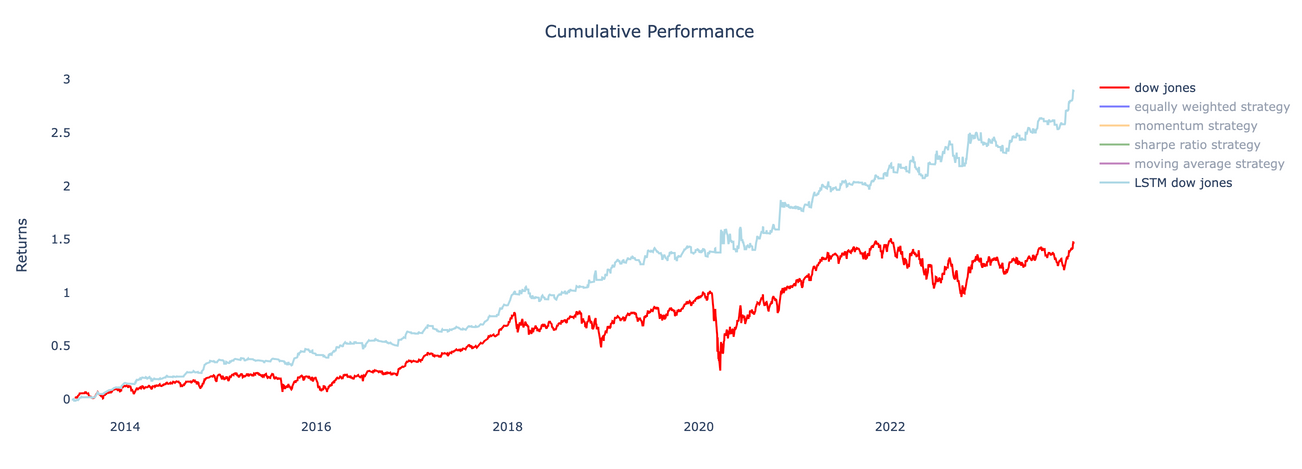 Cumulative Performance
Returns
3
2.5
2
1.5
1
0.5
0
2014
2016
2018
2020
2022
dow jones
equally weighted strategy
momentum strategy
sharpe ratio strategy
moving average strategy
LSTM dow jones